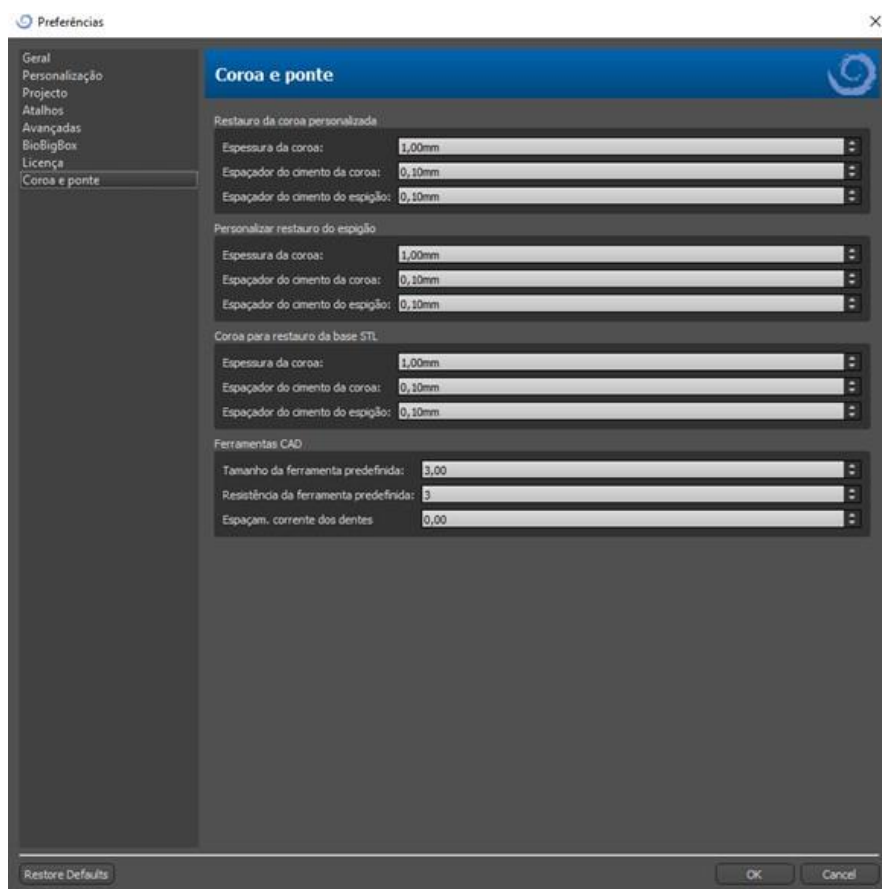 Preferências
Geral
Personalização
Projecto
Atalhos
Avançadas
BioBigBox
Licença
Coroa e ponte
Coroa e ponte
Restauro da coroa personalizada
Espessura da coroa: 1,00mm
Espaçador do cimento da coroa: 0,10mm
Espaçador do cimento do espigão: 0,10mm
Personalizar restauro do espigão
Espessura da coroa: 1,00mm
Espaçador do cimento da coroa: 0,10mm
Espaçador do cimento do espigão: 0,10mm
Coroa para restauro da base STL
Espessura da coroa: 1,00mm
Espaçador do cimento da coroa: 0,10mm
Espaçador do cimento do espigão: 0,10mm
Ferramentas CAD
Tamanho da ferramenta predefinida: 3,00
Resistência da ferramenta predefinida: 3
Espaçam. corrente dos dentes 0,00
Restore Defaults OK Cancel